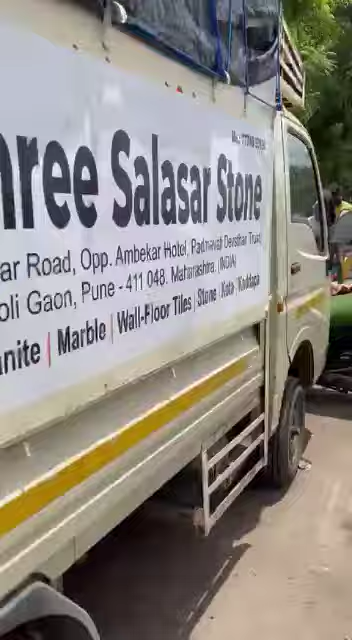 hree Salasar Stone
ar Road, Opp. Ambekar Hotel, Padmavati Devsthan Trust
oli Gaon, Pune - 411 048. Maharashtra. (INDIA)
nite | Marble | Wall-Floor Tiles | Stone | Kota | Kuddapa